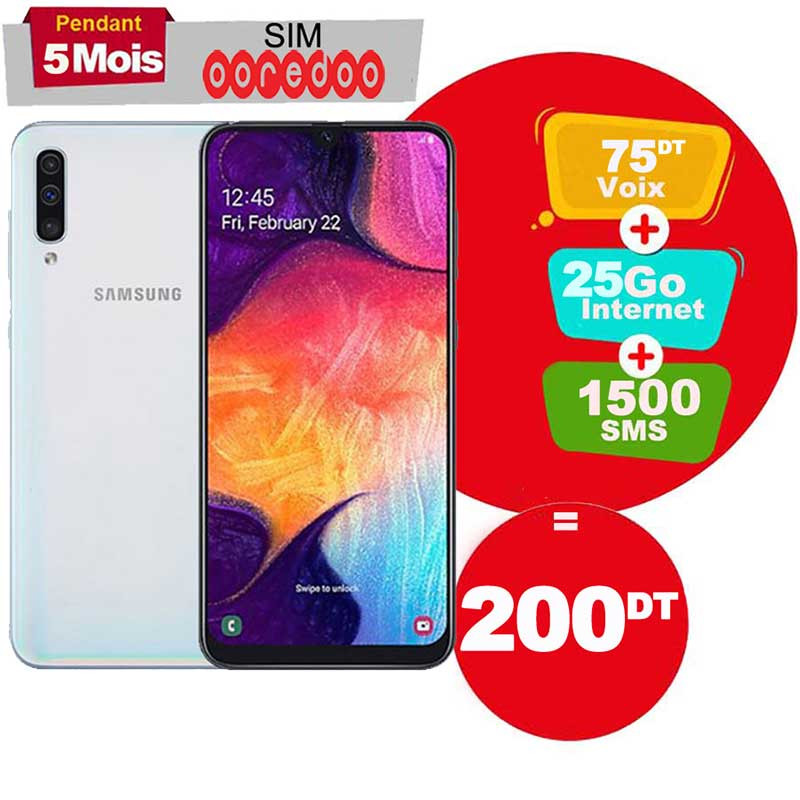 Pendant
5 Mois
SIM
ooredoo
12:45
Fri, February 22
SAMSUNG
Swipe to unlock
75DT
Voix
+
25Go
Internet
+
1500
SMS
=
200DT